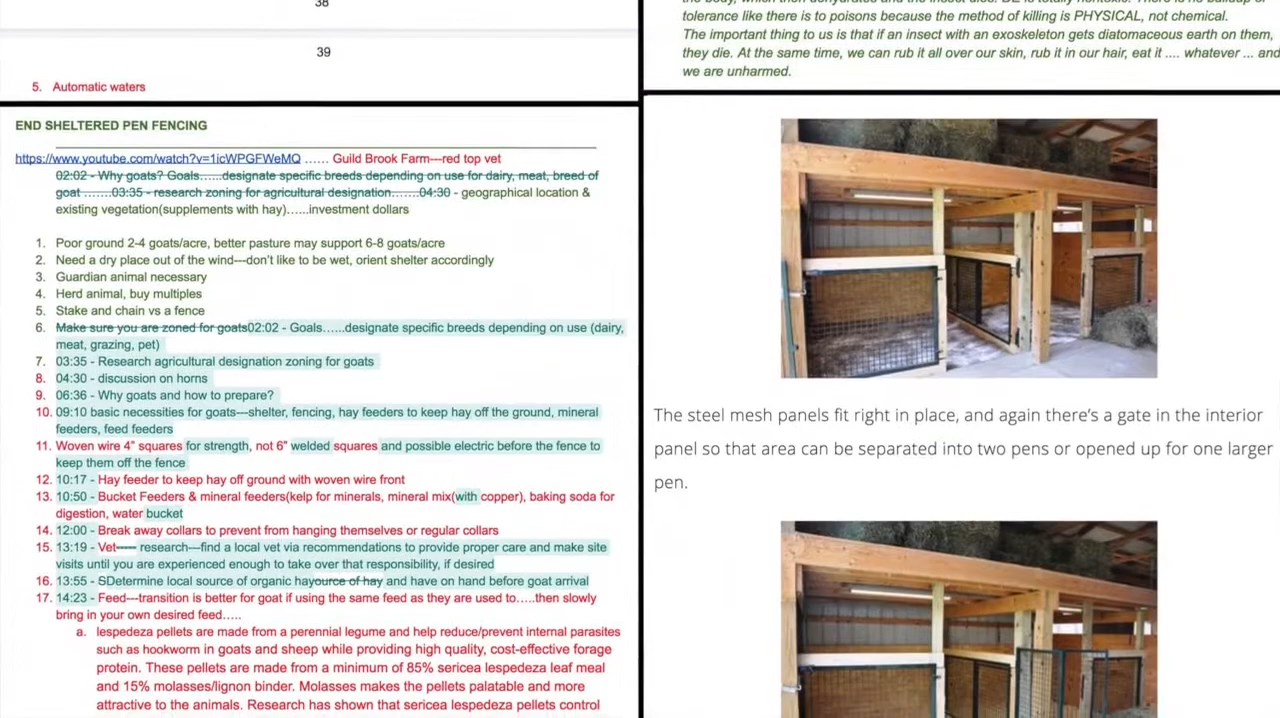 38
39
5. Automatic waters
END SHELTERED PEN FENCING
https://www.youtube.com/watch?v=1icWPGFWeMQ ...... Guild Brook Farm---red top vet
02:02 - Why goats? Goals......designate specific breeds depending on use for dairy, meat, breed of
goat .......03:35 - research zoning for agricultural designation.......04:30 - geographical location &
existing vegetation(supplements with hay)......investment dollars
1. Poor ground 2-4 goats/acre, better pasture may support 6-8 goats/acre
2. Need a dry place out of the wind---don't like to be wet, orient shelter accordingly
3. Guardian animal necessary
4. Herd animal, buy multiples
5. Stake and chain vs a fence
6. Make sure you are zoned for goats02:02 - Goals......designate specific breeds depending on use (dairy,
meat, grazing, pet)
7. 03:35 - Research agricultural designation zoning for goats
8. 04:30 - discussion on horns
9. 06:36 - Why goats and how to prepare?
10. 09:10 basic necessities for goats---shelter, fencing, hay feeders to keep hay off the ground, mineral
feeders, feed feeders
11. Woven wire 4" squares for strength, not 6" welded squares and possible electric before the fence to
keep them off the fence
12. 10:17 - Hay feeder to keep hay off ground with woven wire front
13. 10:50 - Bucket Feeders & mineral feeders(kelp for minerals, mineral mix(with copper), baking soda for
digestion, water bucket
14. 12:00 - Break away collars to prevent from hanging themselves or regular collars
15. 13:19 - Vet---- research---find a local vet via recommendations to provide proper care and make site
visits until you are experienced enough to take over that responsibility, if desired
16. 13:55 - SDetermine local source of organic hayource of hay and have on hand before goat arrival
17. 14:23 - Feed---transition is better for goat if using the same feed as they are used to.....then slowly
bring in your own desired feed.....
a. lespedeza pellets are made from a perennial legume and help reduce/prevent internal parasites
such as hookworm in goats and sheep while providing high quality, cost-effective forage
protein. These pellets are made from a minimum of 85% sericea lespedeza leaf meal
and 15% molasses/lignon binder. Molasses makes the pellets palatable and more
attractive to the animals. Research has shown that sericea lespedeza pellets control
the body, which then dehydrates and the insect dies. DE is totally nontoxic. There is no buildup of
tolerance like there is to poisons because the method of killing is PHYSICAL, not chemical.
The important thing to us is that if an insect with an exoskeleton gets diatomaceous earth on them,
they die. At the same time, we can rub it all over our skin, rub it in our hair, eat it .... whatever ... and
we are unharmed.
The steel mesh panels fit right in place, and again there's a gate in the interior
panel so that area can be separated into two pens or opened up for one larger
pen.